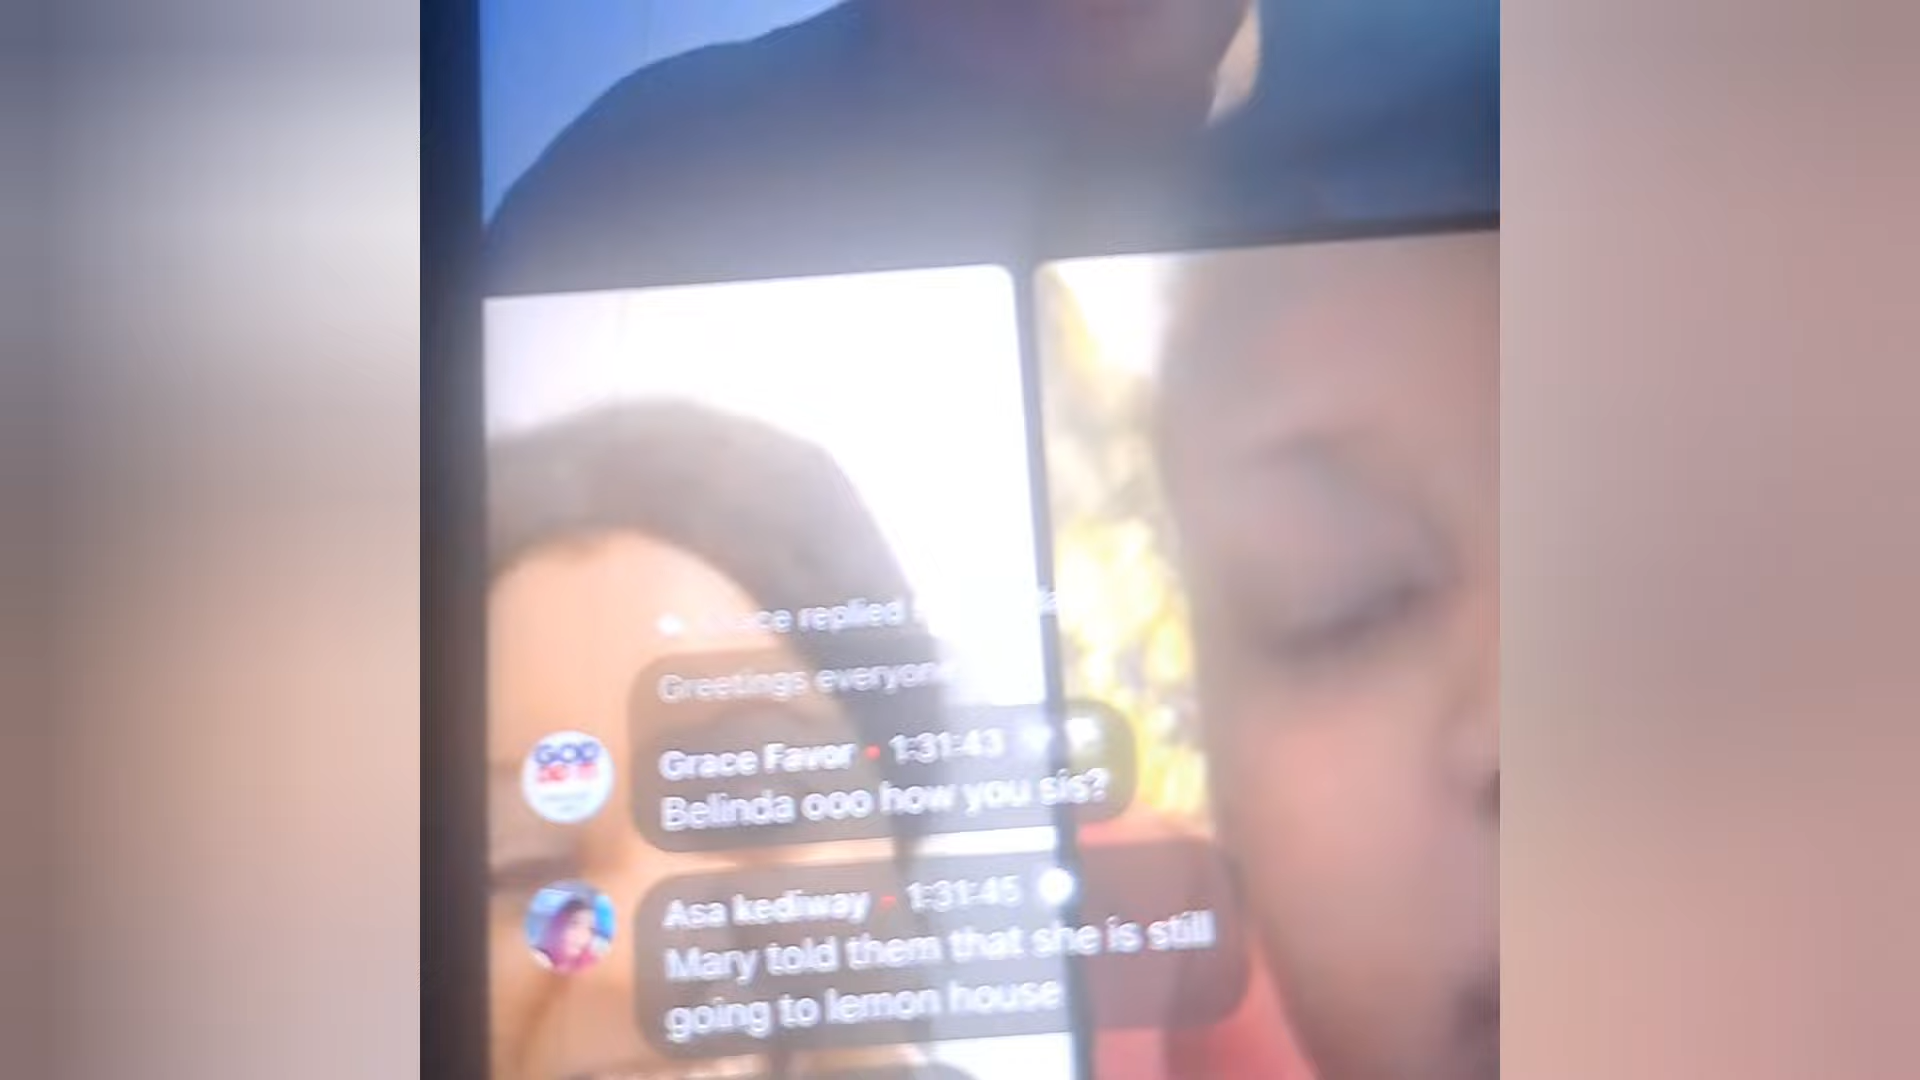 replied
Greetings everyone
GOD
Grace Favor • 1:31:43
Belinda ooo how you sis?
Asa kediway • 1:31:45
Mary told them that she is still
going to lemon house